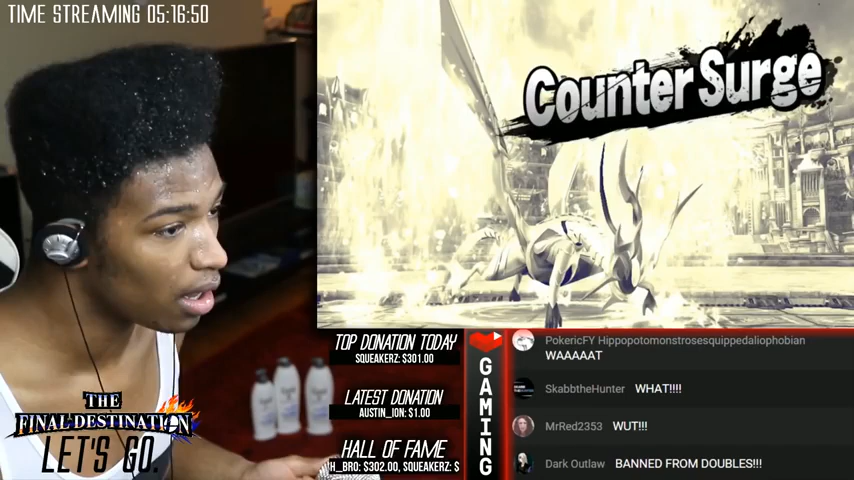 TIME STREAMING 05:16:50
Counter Surge
THE
FINAL DESTINATION
LET'S GO.
TOP DONATION TODAY
SQUEAKERZ: $301.00
LATEST DONATION
AUSTIN_ION: $1.00
HALL OF FAME
H_BRO: $302.00, SQUEAKERZ: $
GAMING
PokericFY Hippopotomonstrosesquippedaliophobian
WAAAAAT
SkabbtheHunter WHAT!!!!
MrRed2353 WUT!!!
Dark Outlaw BANNED FROM DOUBLES!!!